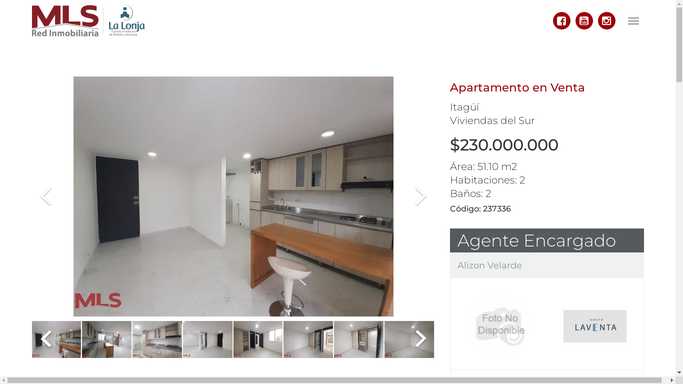 MLS
Red Inmobiliaria
La Lonja
Apartamento en Venta
Itagüí
Viviendas del Sur
$230.000.000
Área: 51.10 m2
Habitaciones: 2
Baños: 2
Código: 237336
MLS
Agente Encargado
Alizon Velarde
Foto No
Disponible
LAVENTA